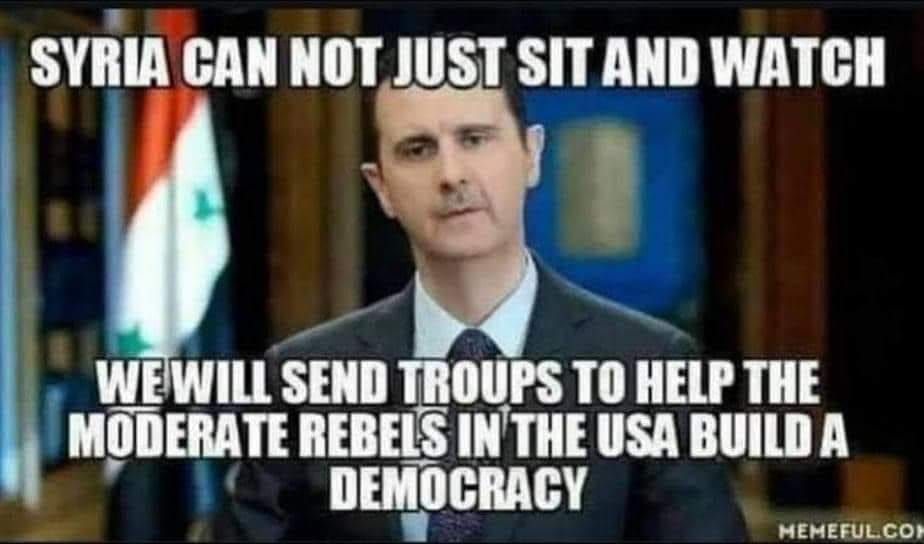 SYRIA CAN NOT JUST SIT AND WATCH
WE WILL SEND TROUPS TO HELP THE
MODERATE REBELS IN THE USA BUILD A
DEMOCRACY
MEMEFUL.COM